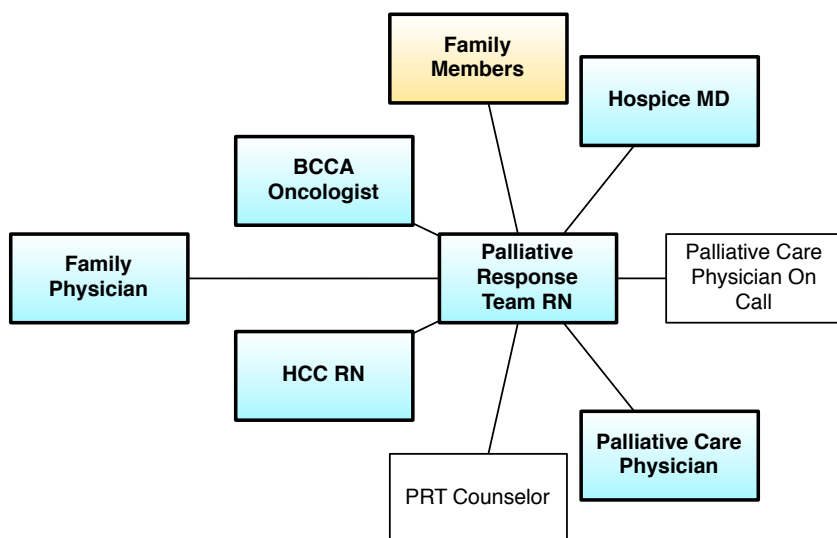 Family
Members
Hospice MD
BCCA
Oncologist
Family
Physician
Palliative
Response
Team RN
Palliative Care
Physician On
Call
HCC RN
Palliative Care
Physician
PRT Counselor